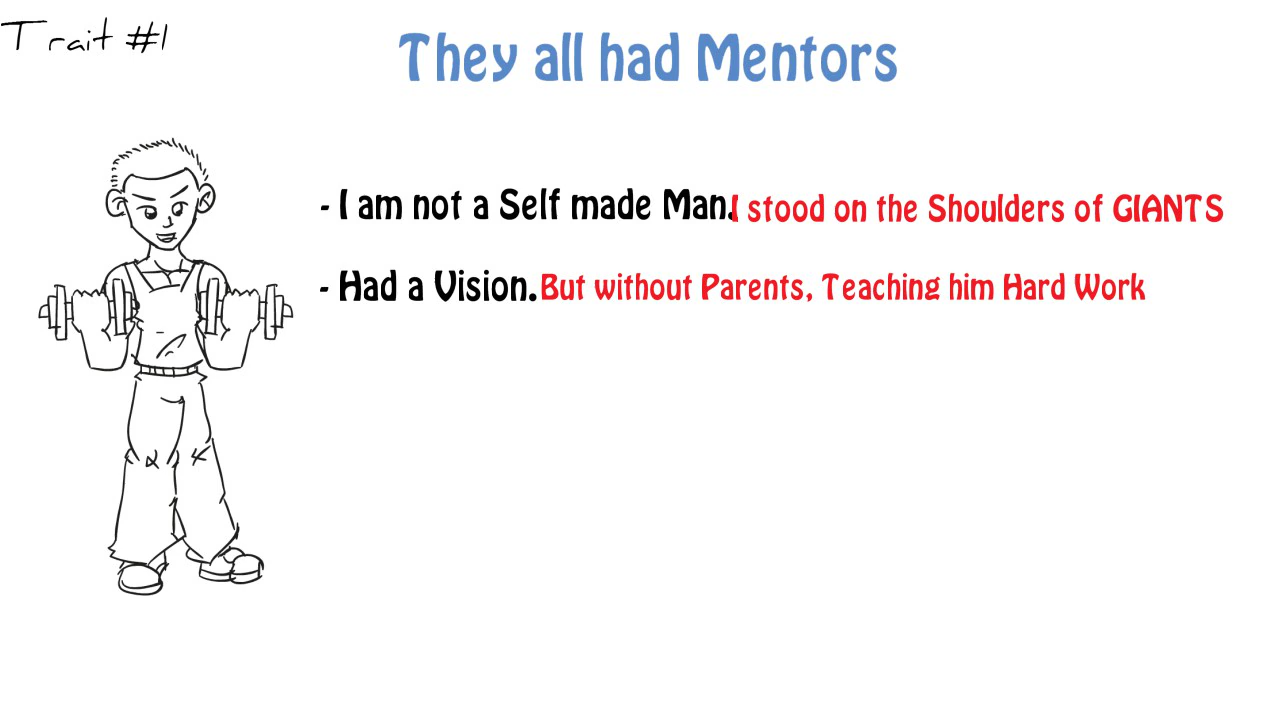 Trait #1
They all had Mentors
- I am not a Self made Man. I stood on the Shoulders of GIANTS
- Had a Vision. But without Parents, Teaching him Hard Work